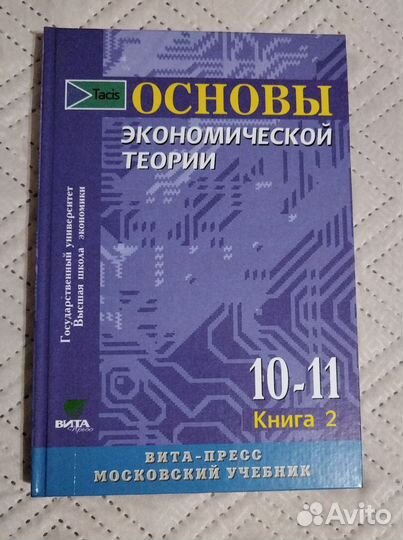 Tacis
ОСНОВЫ
ЭКОНОМИЧЕСКОЙ
ТЕОРИИ
Государственный университет
Высшая школа экономики
10-11
Книга 2
ВИТА
Пресс
ВИТА-ПРЕСС
МОСКОВСКИЙ УЧЕБНИК
Avito